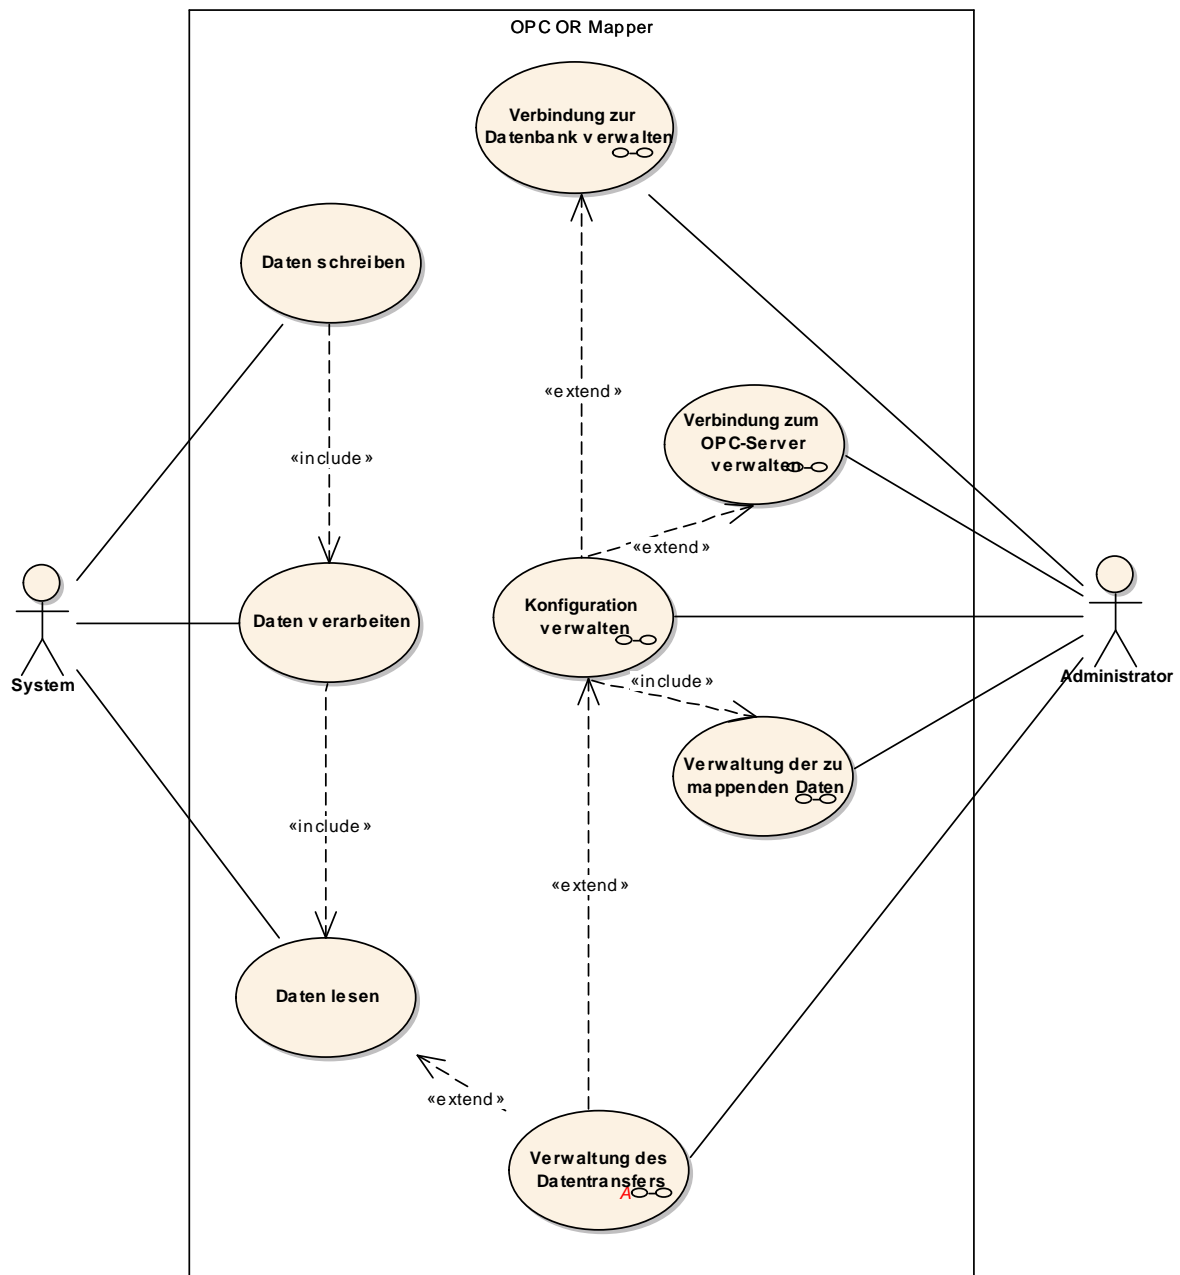 OPC OR Mapper
Verbindung zur
Datenbank verwalten
Daten schreiben
«extend»
Verbindung zum
OPC-Server
verwalten
«include»
«extend»
Konfiguration
verwalten
Daten verarbeiten
System
Administrator
«include»
Verwaltung der zu
mappenden Daten
«include»
«extend»
Daten lesen
«extend»
Verwaltung des
Datentransfers
A